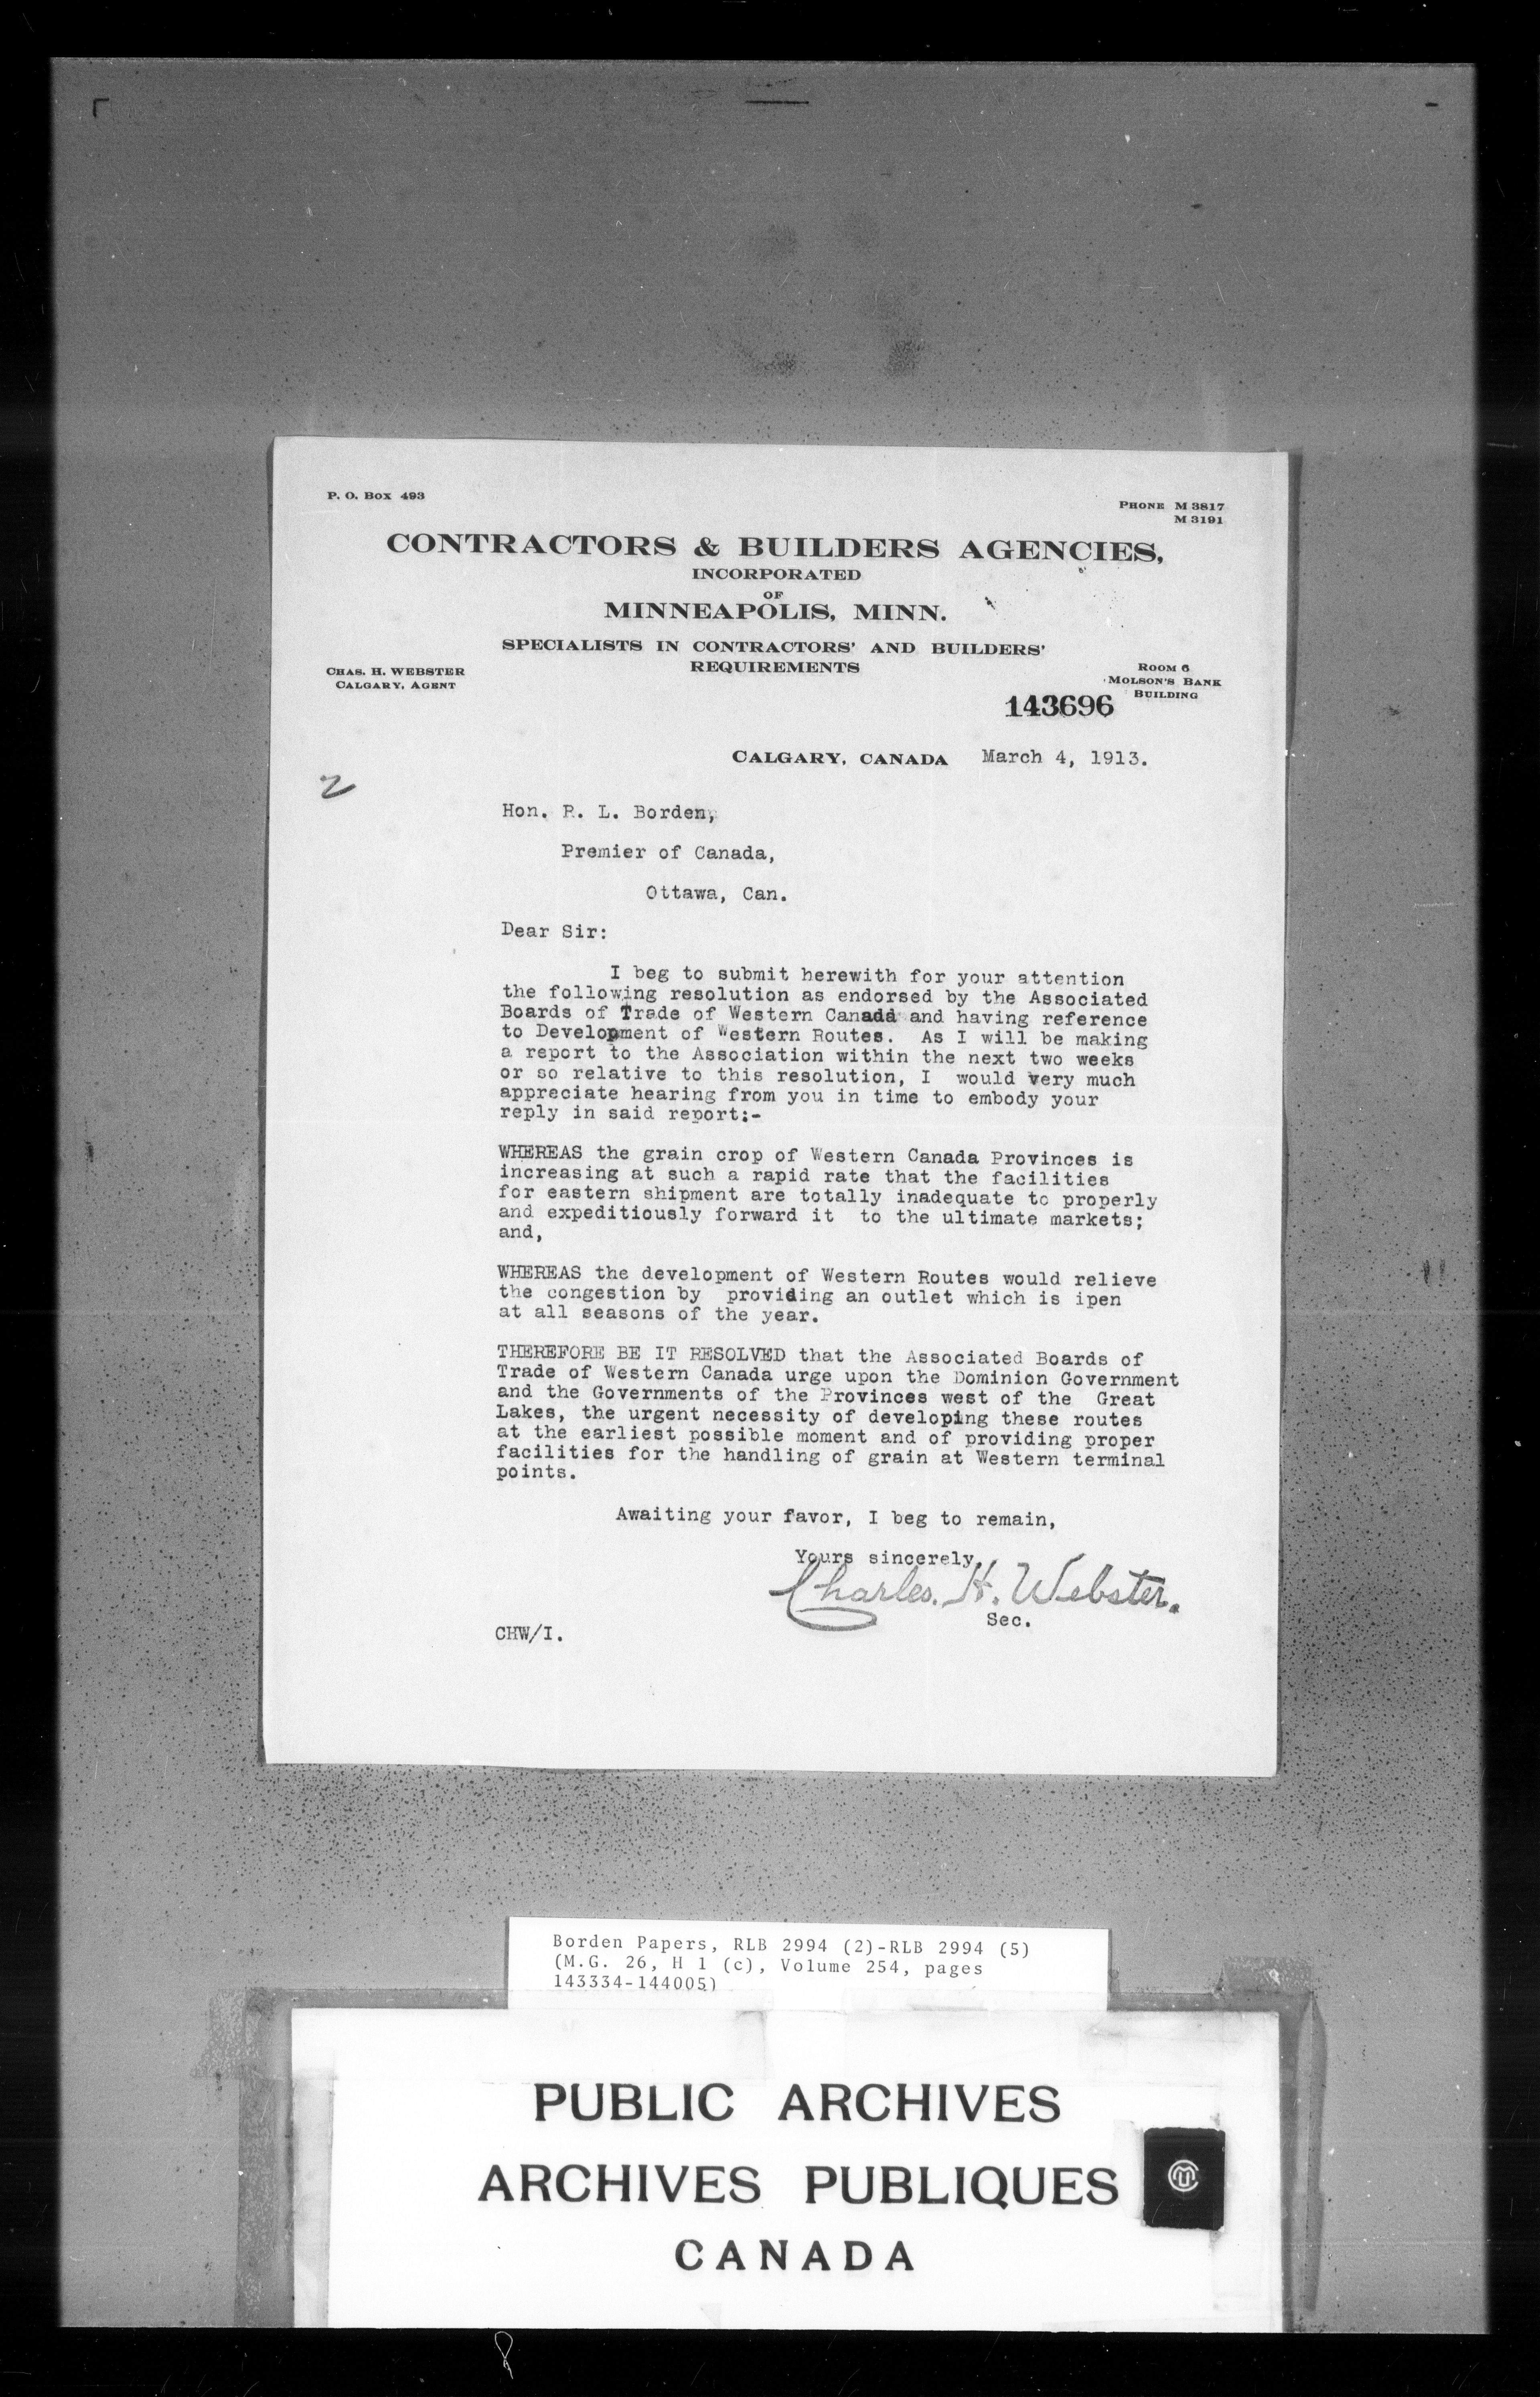 P. O. Box 493
PHONE M 3817
M 3191
CONTRACTORS & BUILDERS AGENCIES,
INCORPORATED
OF
MINNEAPOLIS, MINN.
SPECIALISTS IN CONTRACTORS' AND BUILDERS'
REQUIREMENTS
CHAS. H. WEBSTER
CALGARY, AGENT
ROOM 6
MOLSON'S BANK
BUILDING
143696
CALGARY, CANADA March 4, 1913.
2
Hon. R. L. Borden,
Premier of Canada,
Ottawa, Can.
Dear Sir:
I beg to submit herewith for your attention
the following resolution as endorsed by the Associated
Boards of Trade of Western Canada and having reference
to Development of Western Routes. As I will be making
a report to the Association within the next two weeks
or so relative to this resolution, I would very much
appreciate hearing from you in time to embody your
reply in said report:-
WHEREAS the grain crop of Western Canada Provinces is
increasing at such a rapid rate that the facilities
for eastern shipment are totally inadequate to properly
and expeditiously forward it to the ultimate markets;
and,
WHEREAS the development of Western Routes would relieve
the congestion by providing an outlet which is ipen
at all seasons of the year.
THEREFORE BE IT RESOLVED that the Associated Boards of
Trade of Western Canada urge upon the Dominion Government
and the Governments of the Provinces west of the Great
Lakes, the urgent necessity of developing these routes
at the earliest possible moment and of providing proper
facilities for the handling of grain at Western terminal
points.
Awaiting your favor, I beg to remain,
Yours sincerely,
Charles. H. Webster.
Sec.
CHW/I.
Borden Papers, RLB 2994 (2)-RLB 2994 (5)
(M.G. 26, H 1 (c), Volume 254, pages
143334-144005)
PUBLIC ARCHIVES
ARCHIVES PUBLIQUES
CANADA